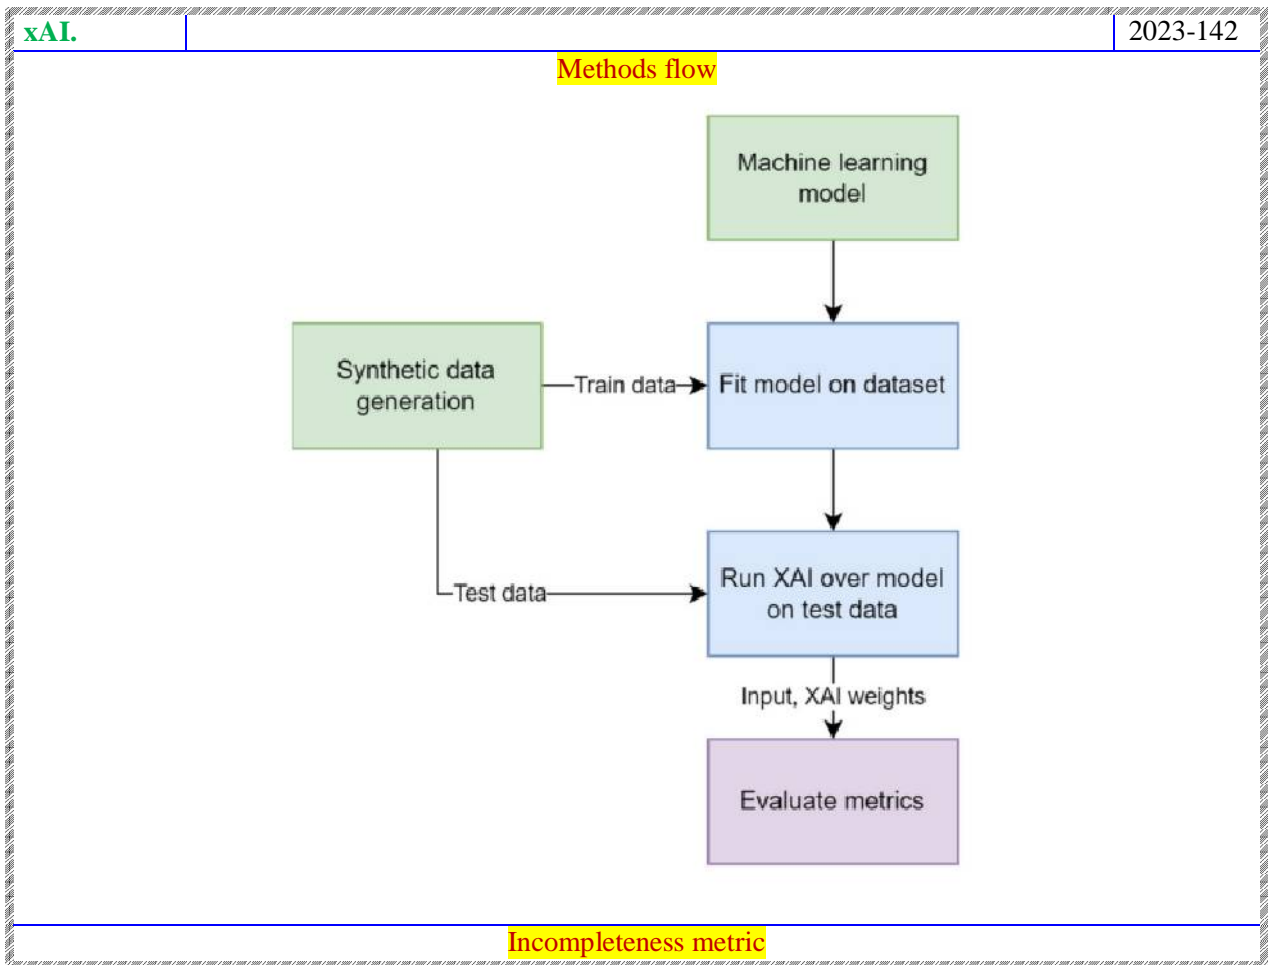 xAI.
2023-142
Methods flow
Machine learning
model
Synthetic data
generation
Train data
Fit model on dataset
Test data
Run XAI over model
on test data
Input, XAI weights
Evaluate metrics
Incompleteness metric